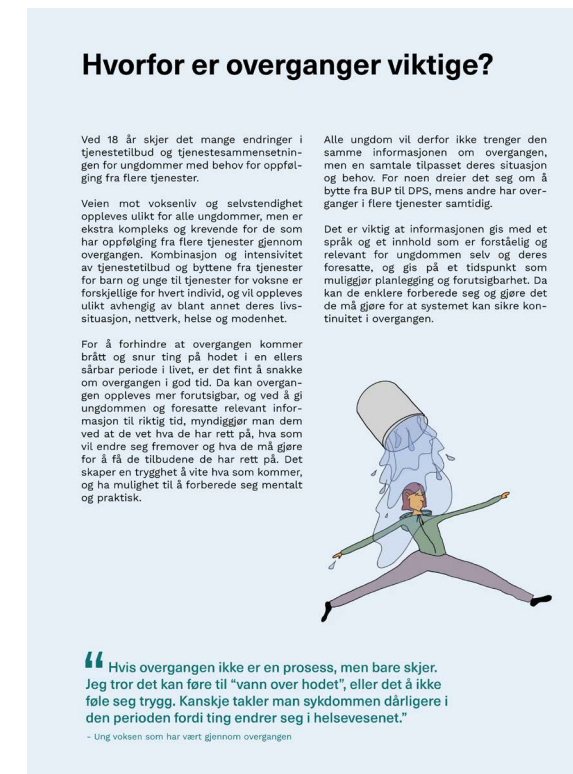 Hvorfor er overganger viktige?
Ved 18 år skjer det mange endringer i
tjenestetilbud og tjenestesammensetnin-
gen for ungdommer med behov for oppføl-
ging fra flere tjenester.
Veien mot voksenliv og selvstendighet
oppleves ulikt for alle ungdommer, men er
ekstra kompleks og krevende for de som
har oppfølging fra flere tjenester gjennom
overgangen. Kombinasjon og intensivitet
av tjenestetilbud og byttene fra tjenester
for barn og unge til tjenester for voksne er
forskjellige for hvert individ, og vil oppleves
ulikt avhengig av blant annet deres livs-
situasjon, nettverk, helse og modenhet.
For å forhindre at overgangen kommer
brått og snur ting på hodet i en ellers
sårbar periode i livet, er det fint å snakke
om overgangen i god tid. Da kan overgan-
gen oppleves mer forutsigbar, og ved å gi
ungdommen og foresatte relevant infor-
masjon til riktig tid, myndiggjør man dem
ved at de vet hva de har rett på, hva som
vil endre seg fremover og hva de må gjøre
for å få de tilbudene de har rett på. Det
skaper en trygghet å vite hva som kommer,
og ha mulighet til å forberede seg mentalt
og praktisk.
Alle ungdom vil derfor ikke trenger den
samme informasjonen om overgangen,
men en samtale tilpasset deres situasjon
og behov. For noen dreier det seg om å
bytte fra BUP til DPS, mens andre har over-
ganger i flere tjenester samtidig.
Det er viktig at informasjonen gis med et
språk og et innhold som er forståelig og
relevant for ungdommen selv og deres
foresatte, og gis på et tidspunkt som
muliggjør planlegging og forutsigbarhet. Da
kan de enklere forberede seg og gjøre det
de må gjøre for at systemet kan sikre kon-
tinuitet i overgangen.
“ Hvis overgangen ikke er en prosess, men bare skjer.
Jeg tror det kan føre til “vann over hodet”, eller det å ikke
føle seg trygg. Kanskje takler man sykdommen dårligere i
den perioden fordi ting endrer seg i helsevesenet.”
- Ung voksen som har vært gjennom overgangen